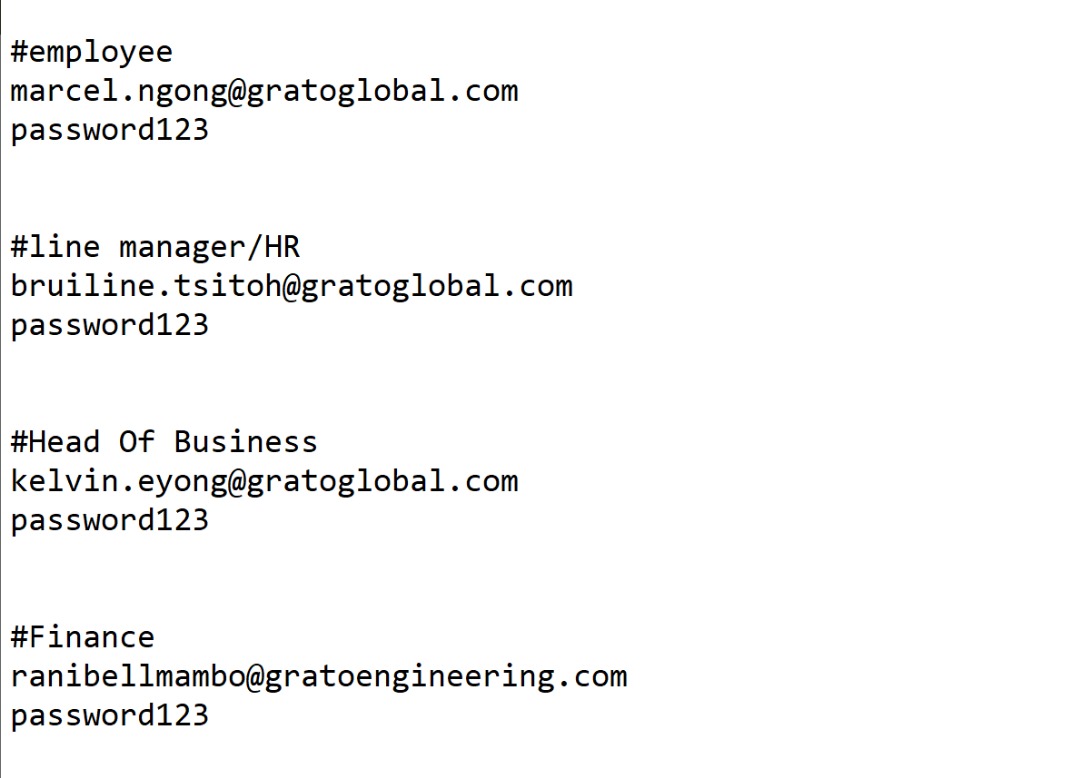 #employee
marcel.ngong@gratoglobal.com
password123
#line manager/HR
bruiline.tsitoh@gratoglobal.com
password123
#Head Of Business
kelvin.eyong@gratoglobal.com
password123
#Finance
ranibellmambo@gratoengineering.com
password123